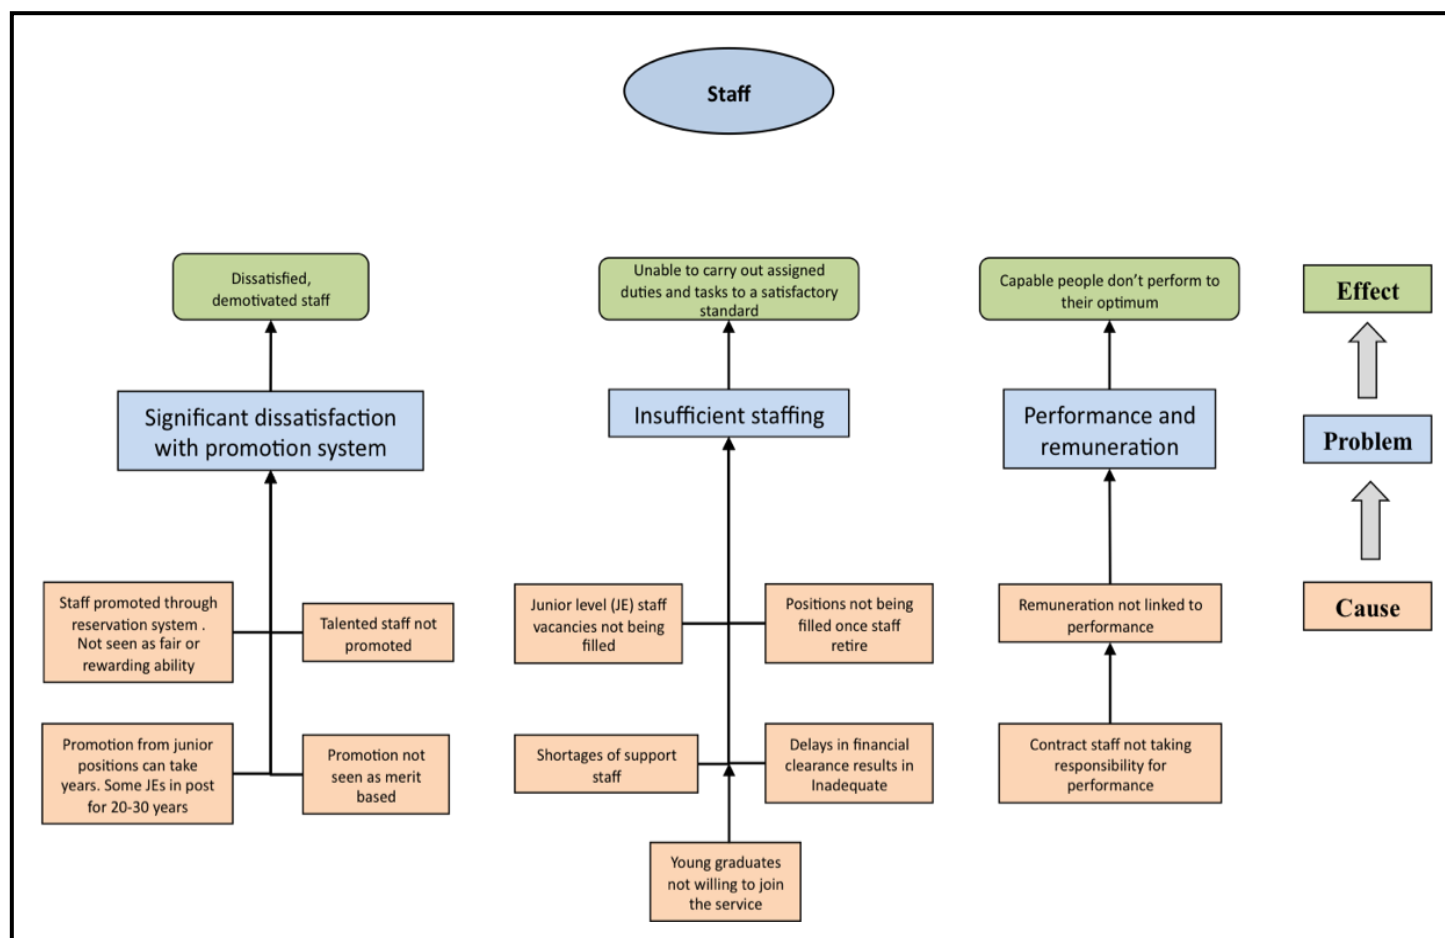 Staff
Dissatisfied,
demotivated staff
Unable to carry out assigned
duties and tasks to a satisfactory
standard
Capable people don’t perform to
their optimum
Effect
Significant dissatisfaction
with promotion system
Insufficient staffing
Performance and
remuneration
Problem
Staff promoted through
reservation system .
Not seen as fair or
rewarding ability
Talented staff not
promoted
Junior level (JE) staff
vacancies not being
filled
Positions not being
filled once staff
retire
Remuneration not linked to
performance
Cause
Promotion from junior
positions can take
years. Some JEs in post
for 20-30 years
Promotion not
seen as merit
based
Shortages of support
staff
Delays in financial
clearance results in
Inadequate
Contract staff not taking
responsibility for
performance
Young graduates
not willing to join
the service